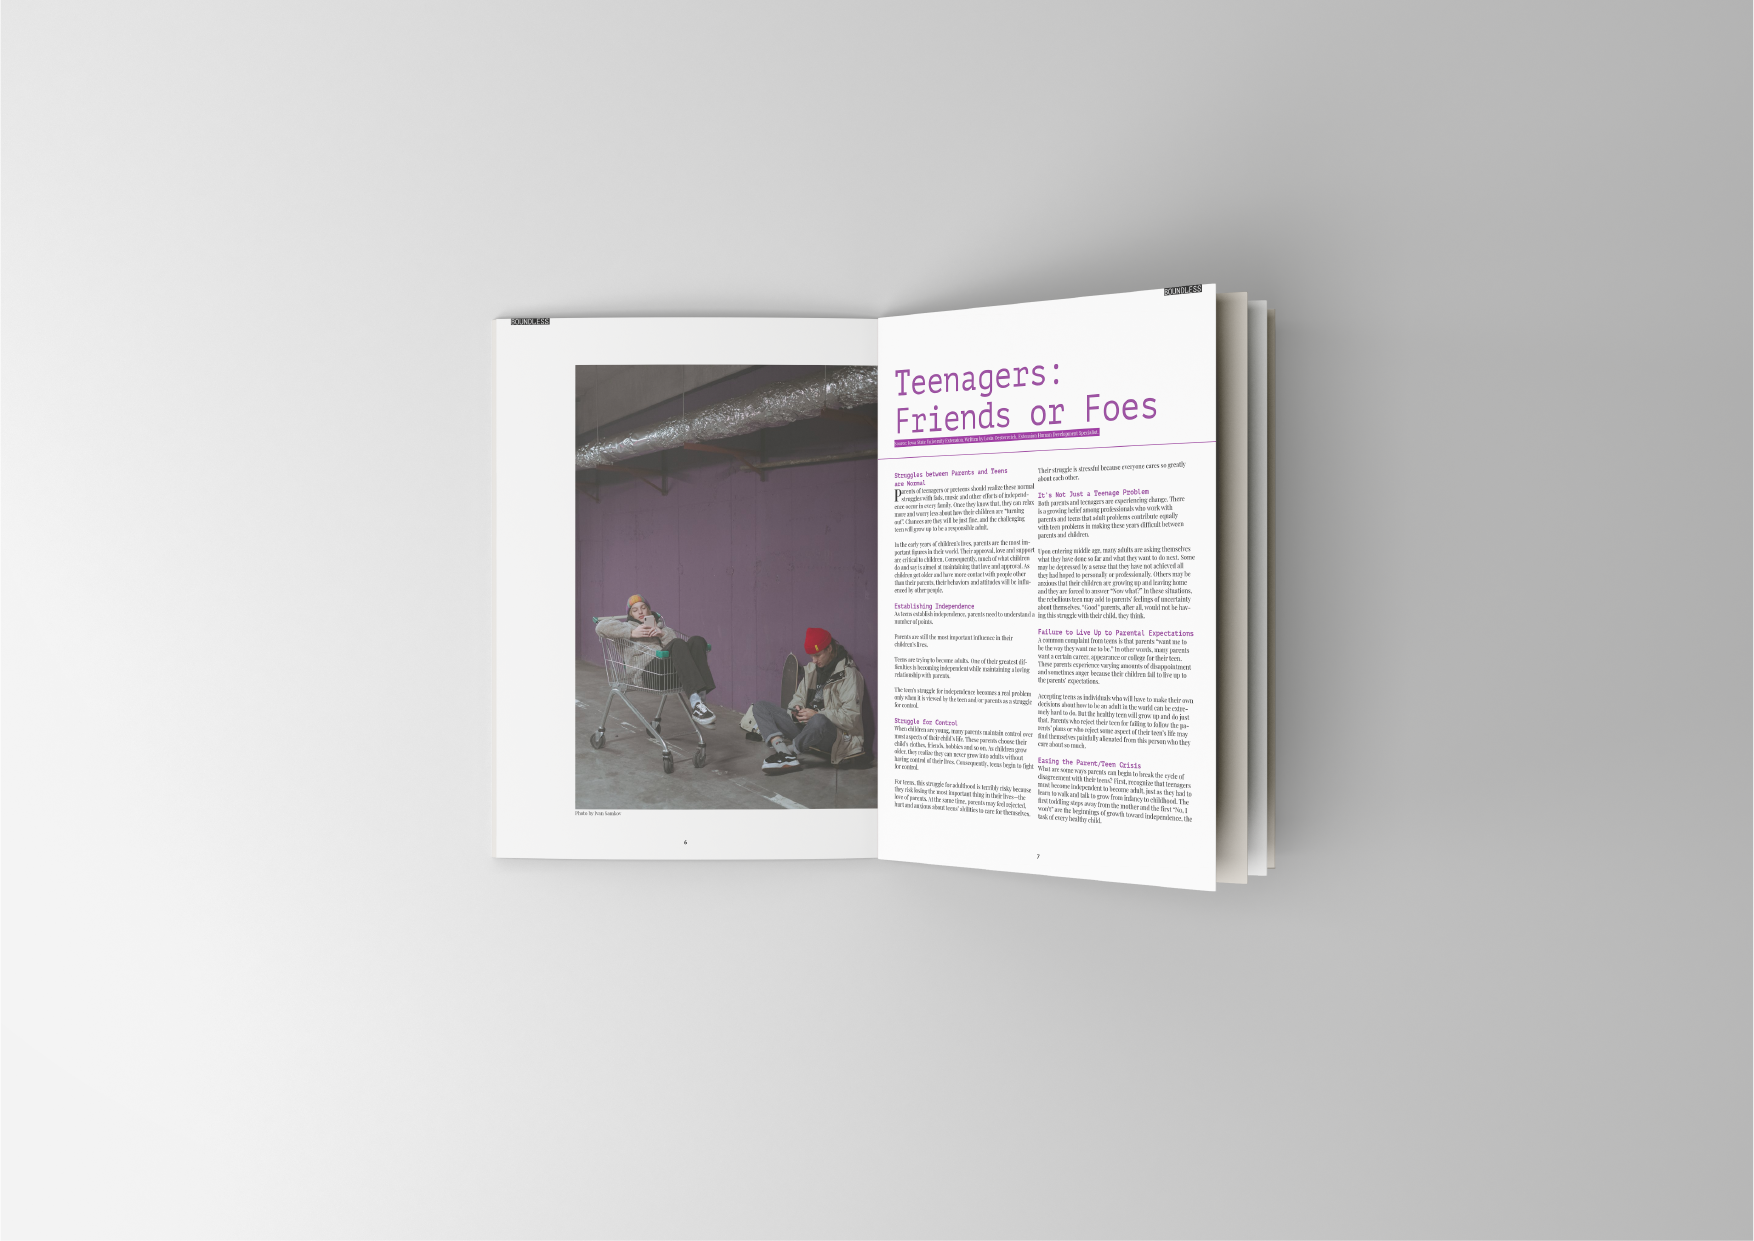 SOUNDLESS
Photo by Ivan Samkov
6
SOUNDLESS
Teenagers:
Friends or Foes
Source: Iowa State University Extension. Written by Lesia Oesterreich, Extension Human Development Specialist.
Struggles between Parents and Teens
are Normal
Parents of teenagers or preteens should realize these normal
struggles with fads, music and other efforts of independ-
ence occur in every family. Once they know that, they can relax
more and worry less about how their children are "turning
out". Chances are they will be just fine, and the challenging
teen will grow up to be a responsible adult.
In the early years of children's lives, parents are the most im-
portant figures in their world. Their approval, love and support
are critical to children. Consequently, much of what children
do and say is aimed at maintaining that love and approval. As
children get older and have more contact with people other
than their parents, their behaviors and attitudes will be influ-
enced by other people.
Establishing Independence
As teens establish independence, parents need to understand a
number of points.
Parents are still the most important influence in their
children's lives.
Teens are trying to become adults. One of their greatest dif-
ficulties is becoming independent while maintaining a loving
relationship with parents.
The teen's struggle for independence becomes a real problem
only when it is viewed by the teen and/or parents as a struggle
for control.
Struggle for Control
When children are young, many parents maintain control over
most aspects of their child's life. These parents choose their
child's clothes, friends, hobbies and so on. As children grow
older, they realize they can never grow into adults without
having control of their lives. Consequently, teens begin to fight
for control.
For teens, this struggle for adulthood is terribly risky because
they risk losing the most important thing in their lives—the
love of parents. At the same time, parents may feel rejected,
hurt and anxious about teens' abilities to care for themselves.
Their struggle is stressful because everyone cares so greatly
about each other.
It's Not Just a Teenage Problem
Both parents and teenagers are experiencing change. There
is a growing belief among professionals who work with
parents and teens that adult problems contribute equally
with teen problems in making these years difficult between
parents and children.
Upon entering middle age, many adults are asking themselves
what they have done so far and what they want to do next. Some
may be depressed by a sense that they have not achieved all
they had hoped to personally or professionally. Others may be
anxious that their children are growing up and leaving home
and they are forced to answer "Now what?" In these situations,
the rebellious teen may add to parents' feelings of uncertainty
about themselves. "Good" parents, after all, would not be hav-
ing this struggle with their child, they think.
Failure to Live Up to Parental Expectations
A common complaint from teens is that parents "want me to
be the way they want me to be." In other words, many parents
want a certain career, appearance or college for their teen.
These parents experience varying amounts of disappointment
and sometimes anger because their children fail to live up to
the parents' expectations.
Accepting teens as individuals who will have to make their own
decisions about how to be an adult in the world can be extre-
mely hard to do. But the healthy teen will grow up and do just
that. Parents who reject their teen for failing to follow the pa-
rents' plans or who reject some aspect of their teen's life may
find themselves painfully alienated from this person who they
care about so much.
Easing the Parent/Teen Crisis
What are some ways parents can begin to break the cycle of
disagreement with their teens? First, recognize that teenagers
must become independent to become adult, just as they had to
learn to walk and talk to grow from infancy to childhood. The
first toddling steps away from the mother and the first "No, I
won't" are the beginnings of growth toward independence, the
task of every healthy child.
7